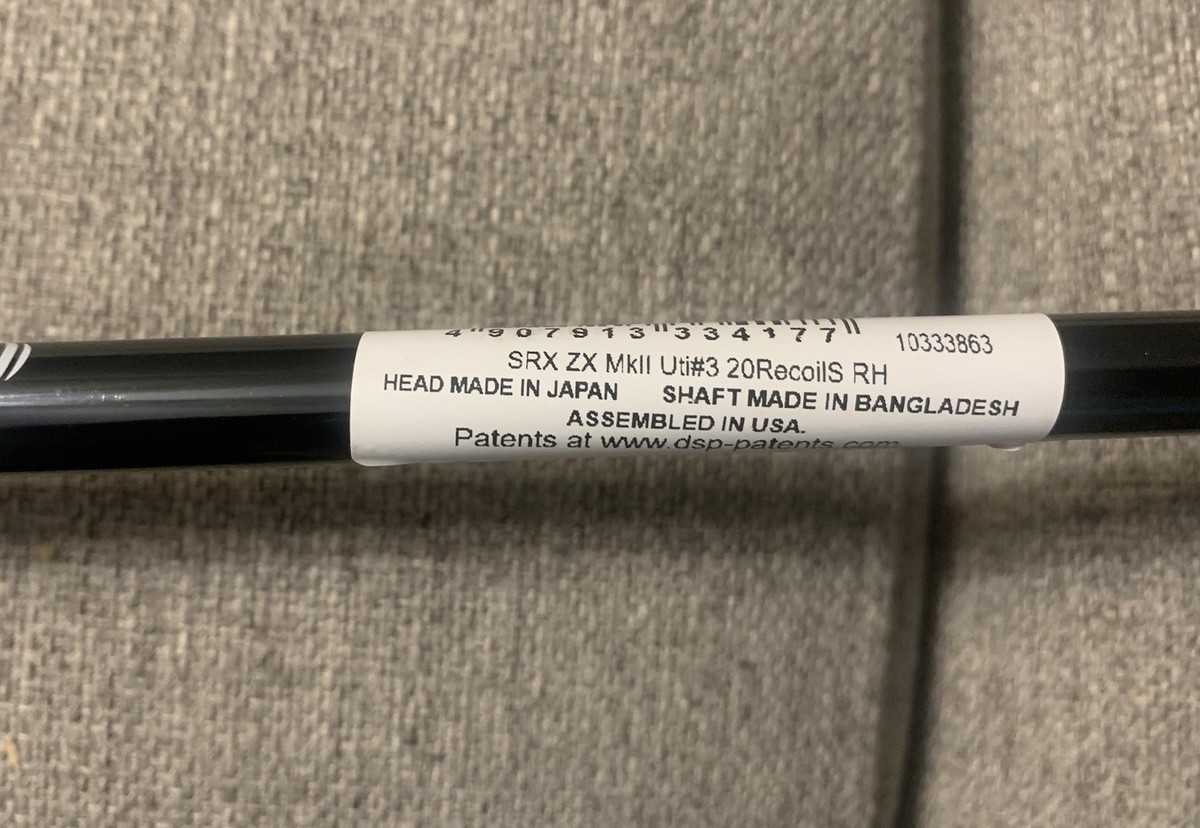 4 907913 334177 10333863
SRX ZX MkII Uti#3 20RecoilS RH
HEAD MADE IN JAPAN SHAFT MADE IN BANGLADESH
ASSEMBLED IN USA.
Patents at www.dsp-patents.com